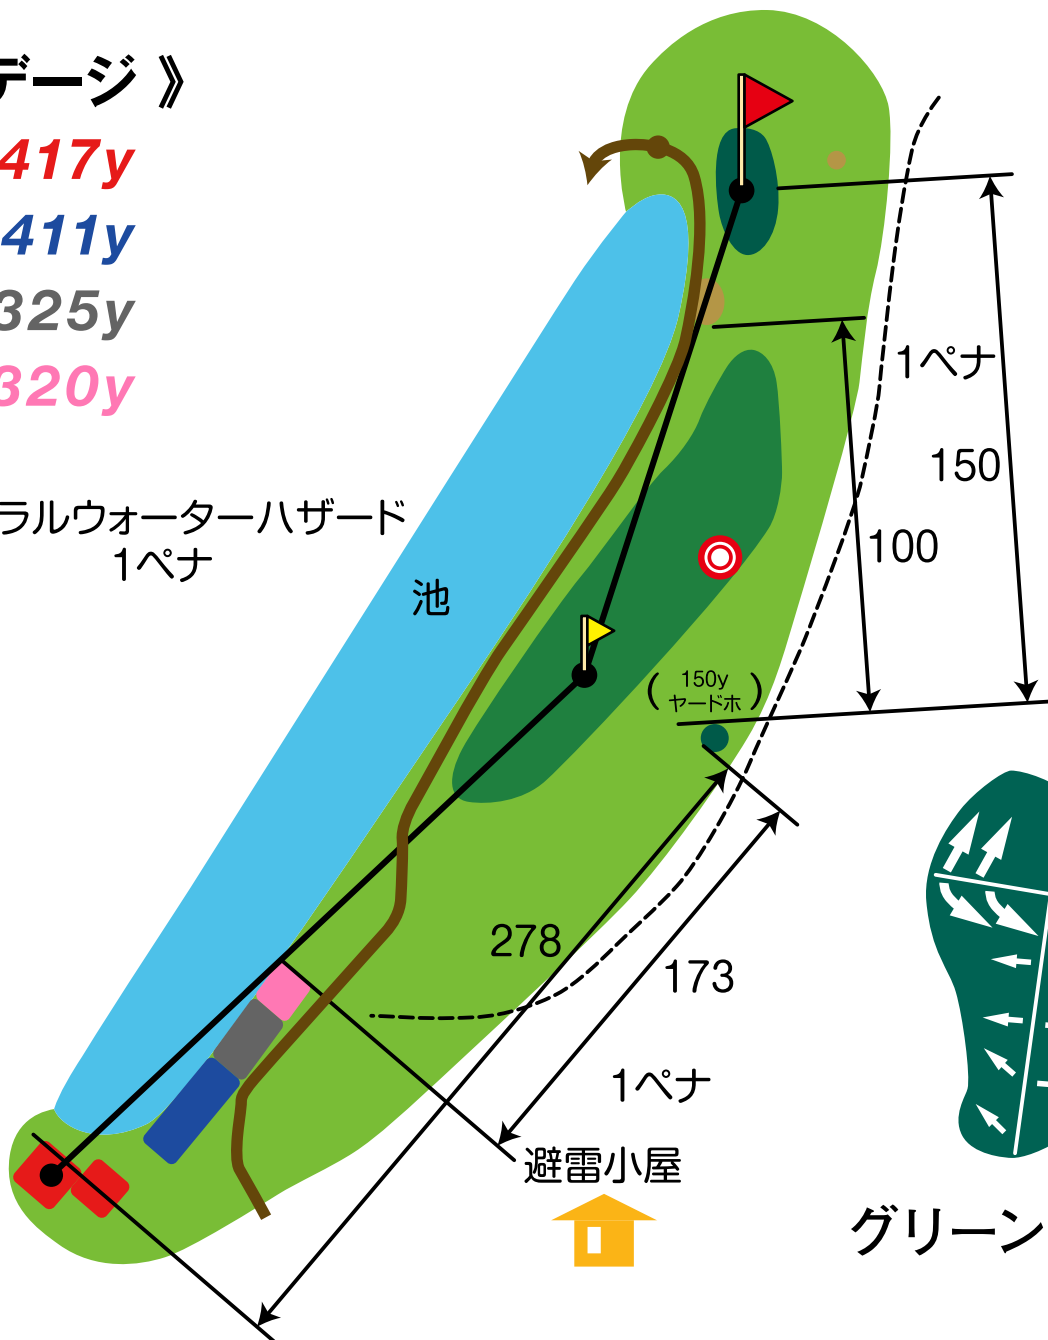 デージ 》
417y
411y
325y
320y
ラルウォーターハザード
1ペナ
池
1ペナ
150
100
( 150y
ヤードホ )
278
173
1ペナ
避雷小屋
グリーン